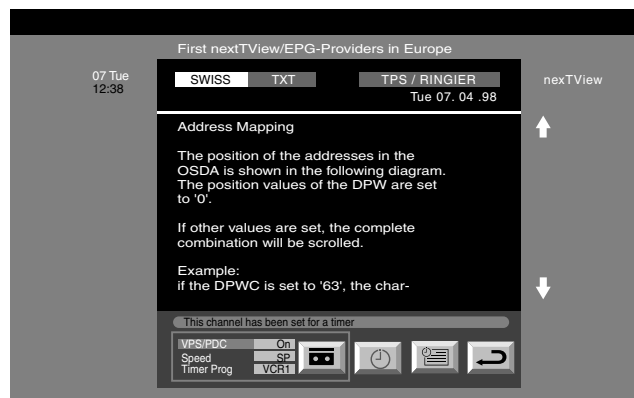 First nextTView/EPG-Providers in Europe
07 Tue
12:38
SWISS TXT TPS / RINGIER
nexTView
Tue 07. 04 .98
Address Mapping
The position of the addresses in the
OSDA is shown in the following diagram.
The position values of the DPW are set
to '0'.
If other values are set, the complete
combination will be scrolled.
Example:
if the DPWC is set to '63', the char-
This channel has been set for a timer
VPS/PDC On
Speed SP
Timer Prog VCR1